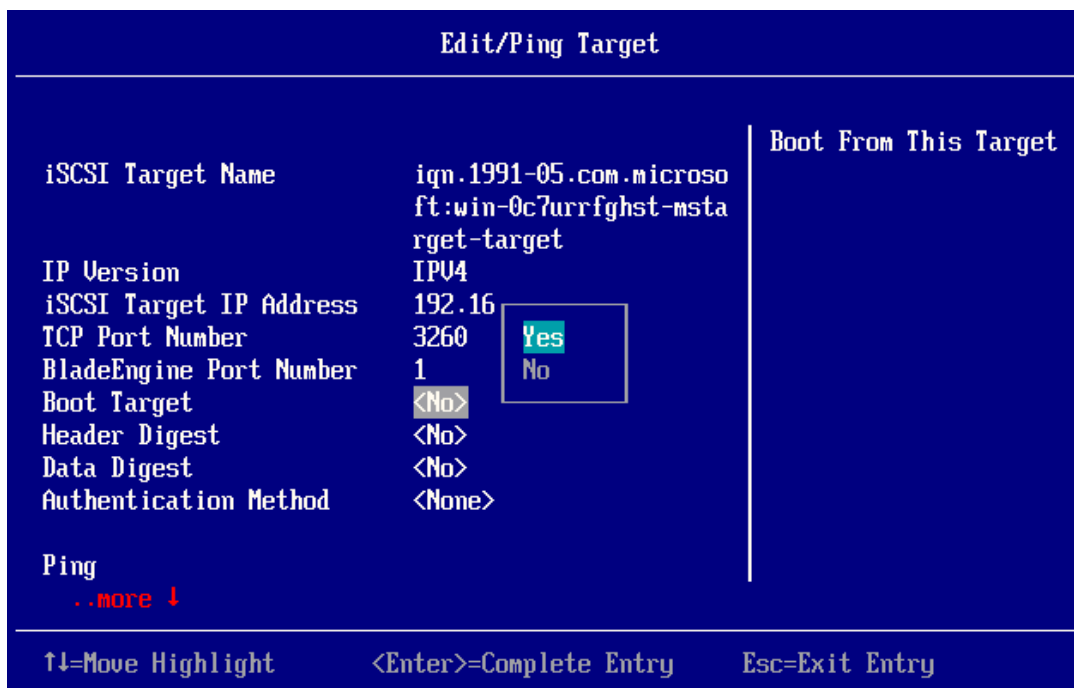 Edit/Ping Target
Boot From This Target
iSCSI Target Name iqn.1991-05.com.microso
ft:win-0c7urrfghst-msta
rget-target
IP Version IPV4
iSCSI Target IP Address 192.16
TCP Port Number 3260 Yes
BladeEngine Port Number 1 No
Boot Target <No>
Header Digest <No>
Data Digest <No>
Authentication Method <None>
Ping
..more ↓
↑↓=Move Highlight <Enter>=Complete Entry Esc=Exit Entry